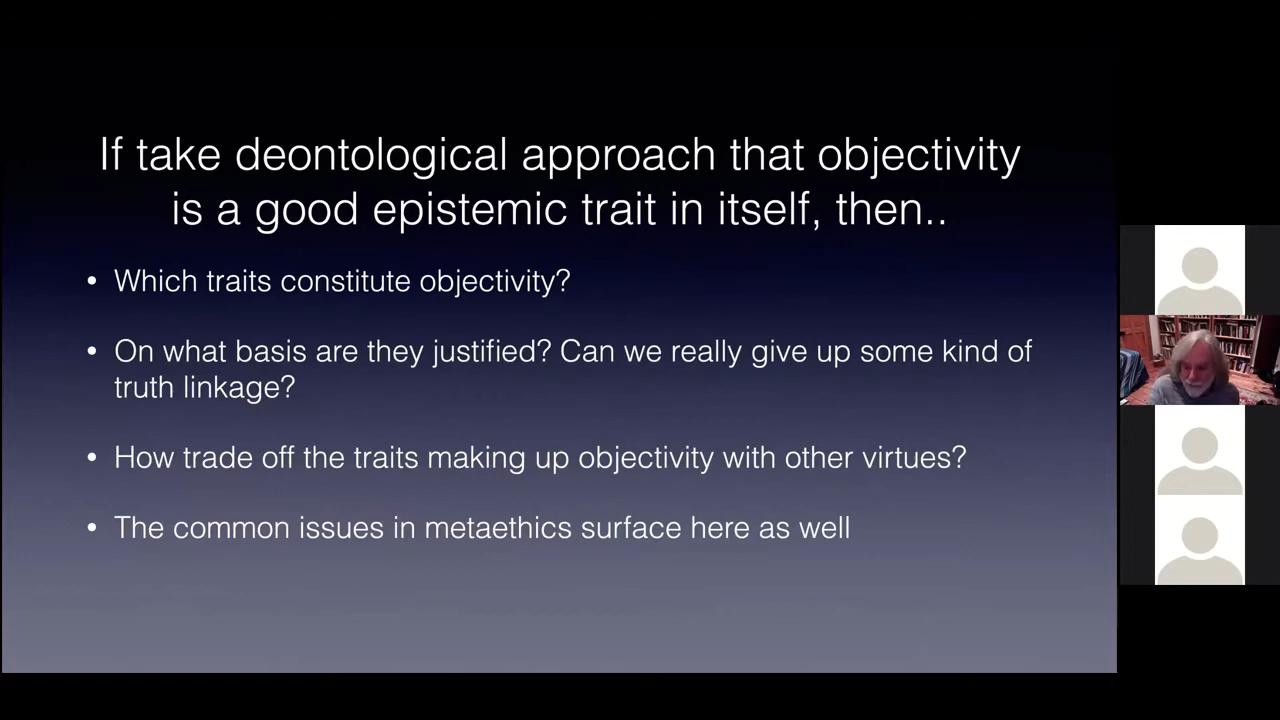 If take deontological approach that objectivity
is a good epistemic trait in itself, then..
• Which traits constitute objectivity?
• On what basis are they justified? Can we really give up some kind of
truth linkage?
• How trade off the traits making up objectivity with other virtues?
• The common issues in metaethics surface here as well